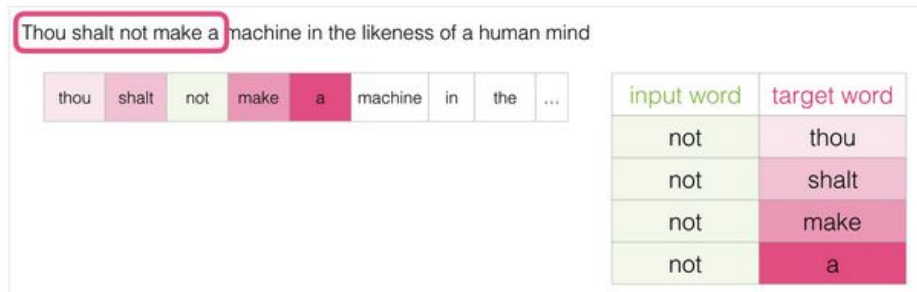 Thou shalt not make a machine in the likeness of a human mind
thou shalt not make a machine in the ...
input word target word
not thou
not shalt
not make
not a